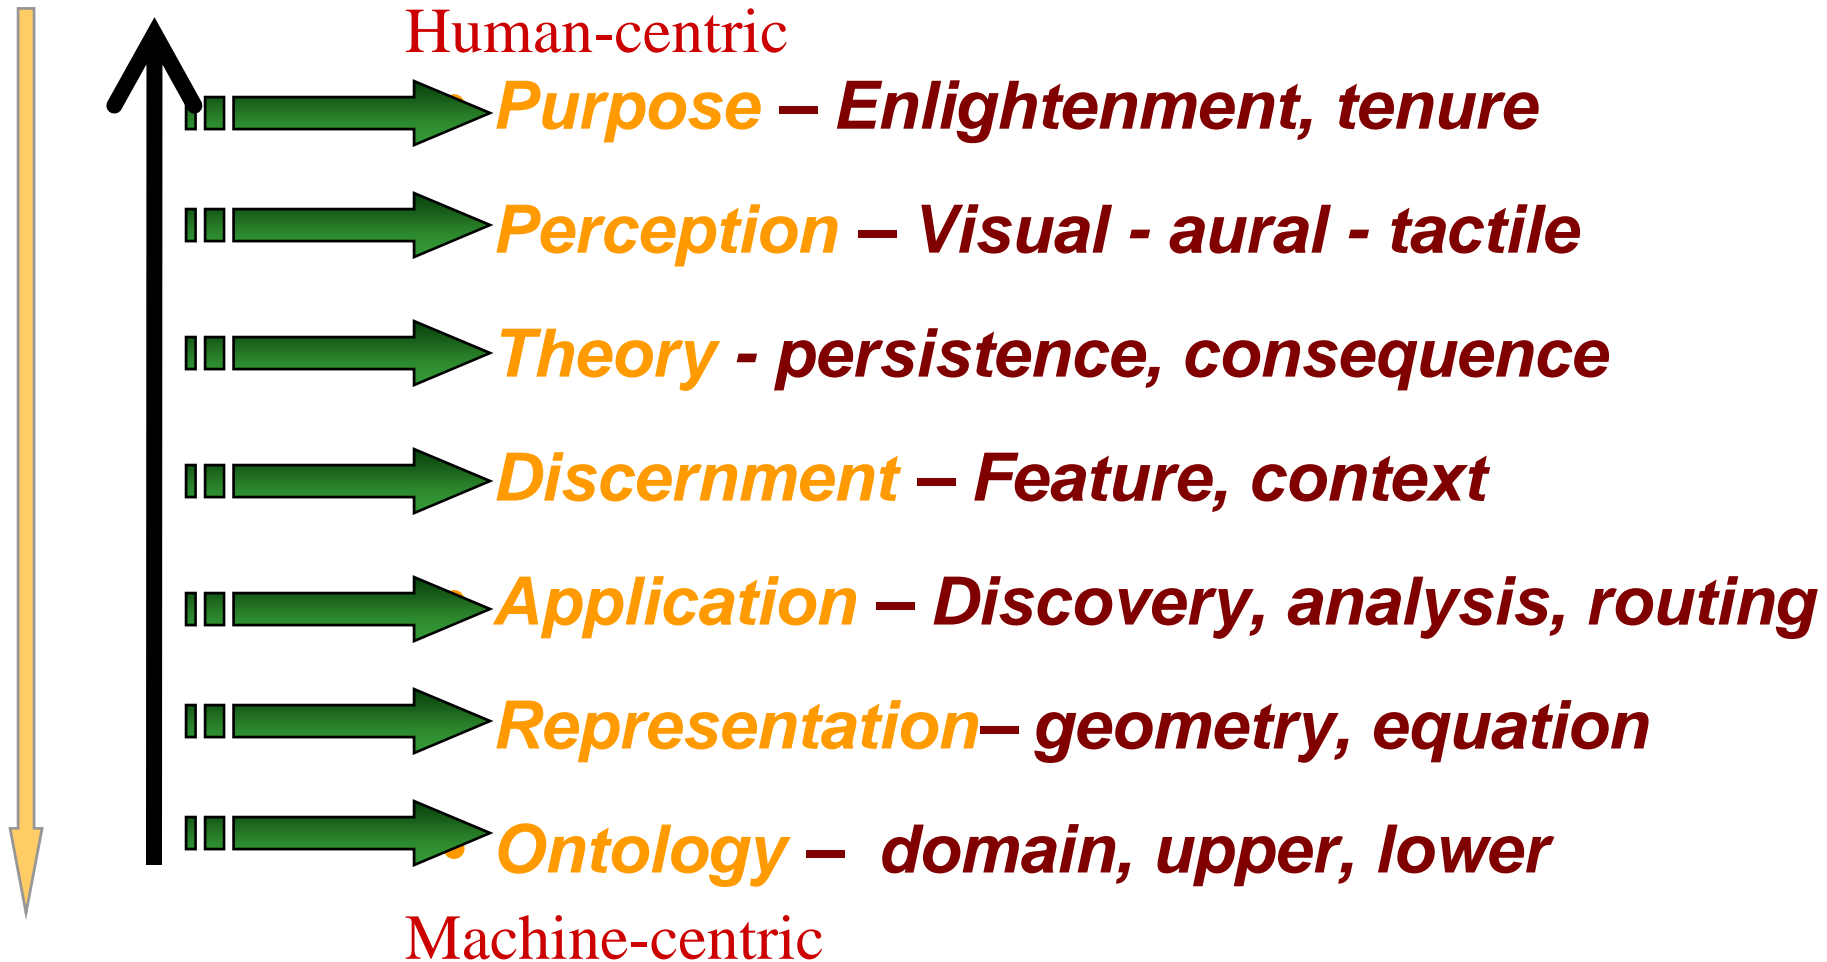 Human-centric
• Purpose – Enlightenment, tenure
Perception – Visual - aural - tactile
Theory - persistence, consequence
Discernment – Feature, context
• Application – Discovery, analysis, routing
Representation– geometry, equation
• Ontology – domain, upper, lower
Machine-centric